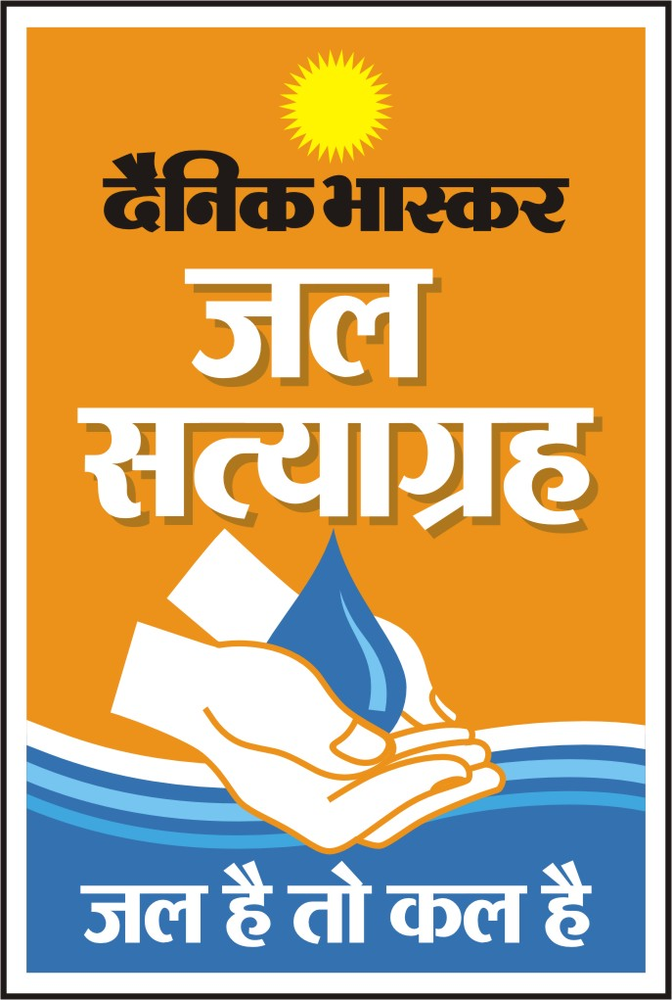 दैनिक भास्कर
जल
सत्याग्रह
जल है तो कल है